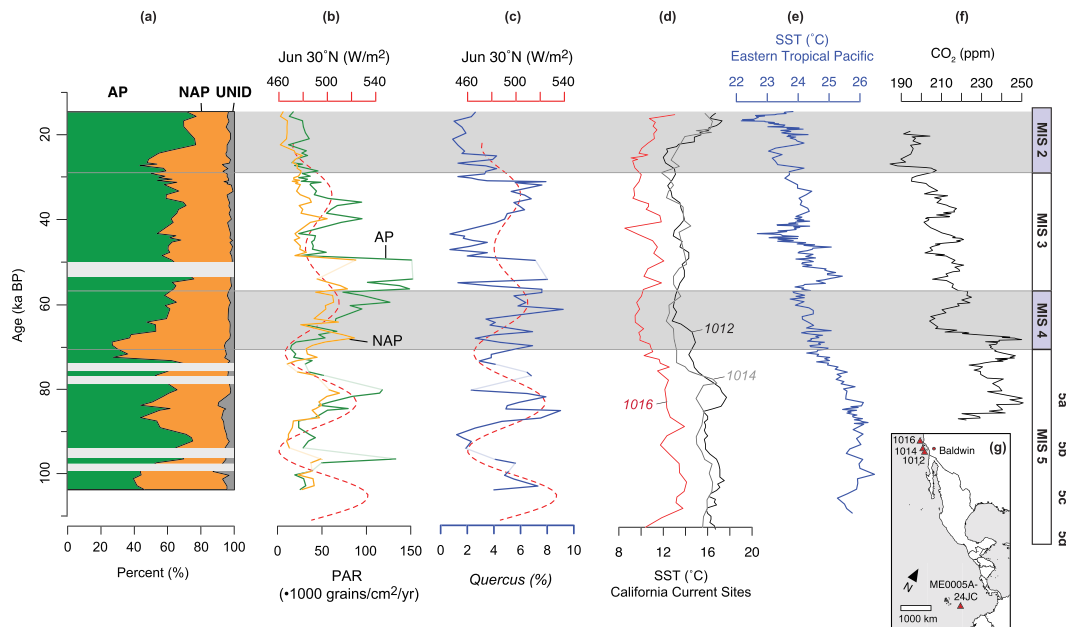 (a)
(b)
(c)
(d)
(e)
(f)
Jun 30˚N (W/m2)
Jun 30˚N (W/m2)
SST (˚C)
Eastern Tropical Pacific
CO2 (ppm)
460 500 540
460 500 540
22 23 24 25 26
190 210 230 250
AP NAP UNID
Age (ka BP)
20
40
60
80
100
AP
NAP
1012
1014
1016
MIS 2
MIS 3
MIS 4
MIS 5
5a
5b
5c
5d
(g)
1016
1014
1012
Baldwin
N
ME0005A-
24JC
1000 km
0 20 40 60 80 100
Percent (%)
0 50 100 150
PAR
(•1000 grains/cm2/yr)
0 2 4 6 8 10
Quercus (%)
8 12 16 20
SST (˚C)
California Current Sites